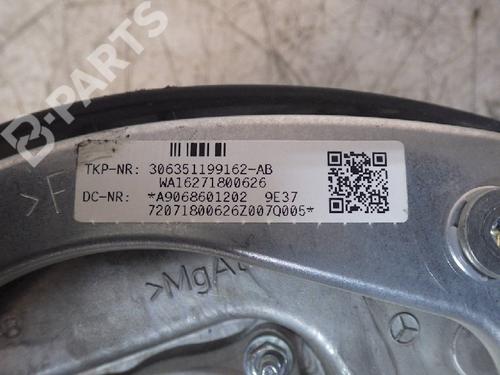 B-PARTS
TKP-NR: 306351199162-AB
WA16271800626
DC-NR: *A9068601202 9E37
72071800626Z007Q005*
>MgA